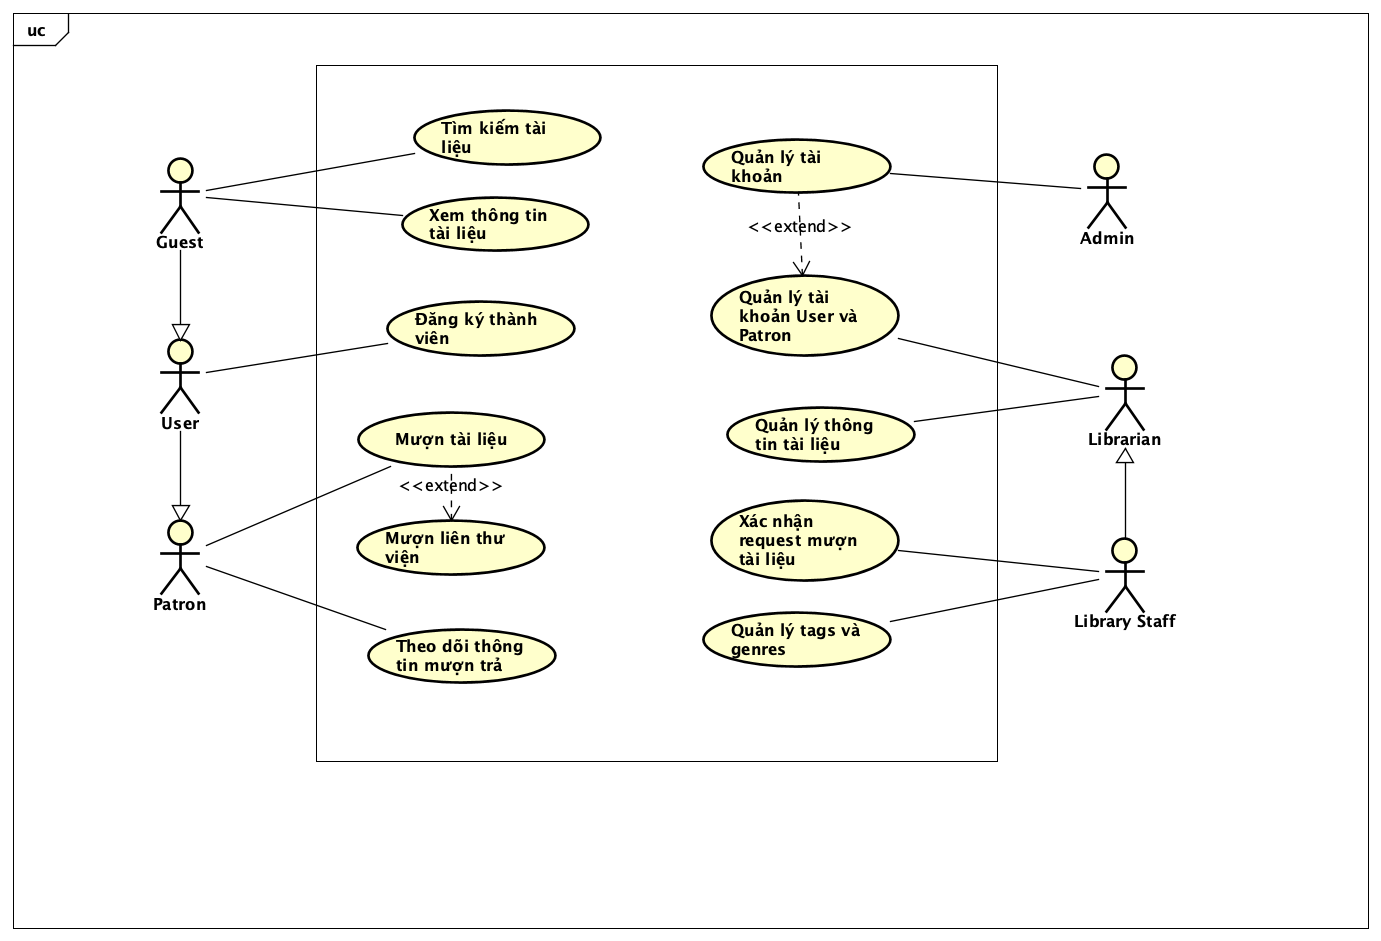 uc
Tìm kiếm tài
liệu
Xem thông tin
tài liệu
Guest
Đăng ký thành
viên
User
Mượn tài liệu
<<extend>>
Mượn liên thư
viện
Patron
Theo dõi thông
tin mượn trả
Quản lý tài
khoản
<<extend>>
Admin
Quản lý tài
khoản User và
Patron
Quản lý thông
tin tài liệu
Librarian
Xác nhận
request mượn
tài liệu
Library Staff
Quản lý tags và
genres